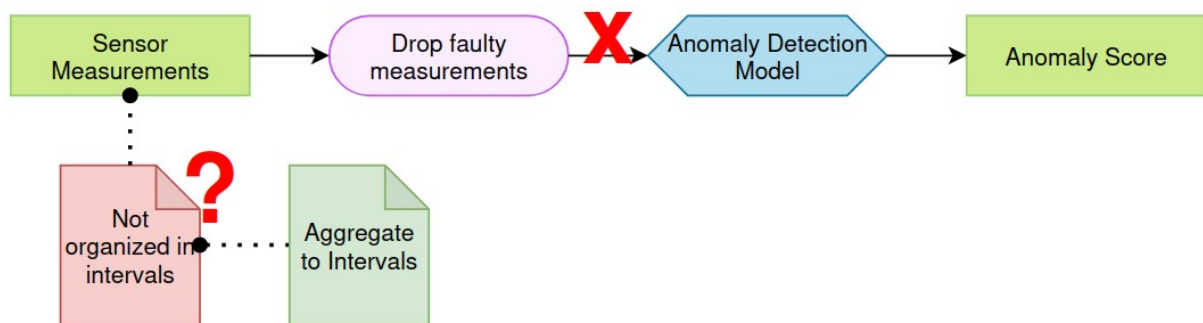 Sensor
Measurements
Drop faulty
measurements
X
Anomaly Detection
Model
Anomaly Score
?
Not
organized in
intervals
Aggregate
to Intervals